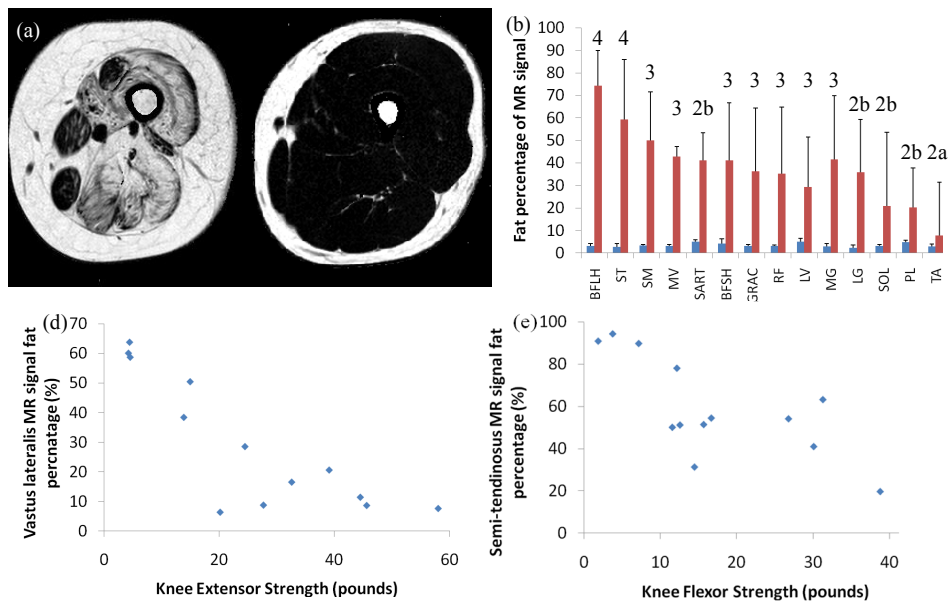 (a)
(b)
Fat percentage of MR signal
100
90
80
70
60
50
40
30
20
10
0
4 4 3 3 2b 3 3 3 3 3 2b 2b 2b 2a
BFLH ST SM MV SART BFSH GRAC RF LV MG LG SOL PL TA
(d)
Vastus lateralis MR signal fat
percnatage (%)
70
60
50
40
30
20
10
0
0 20 40 60
Knee Extensor Strength (pounds)
(e)
Semi-tendinosus MR signal fat
percentage (%)
100
80
60
40
20
0
0 10 20 30 40
Knee Flexor Strength (pounds)